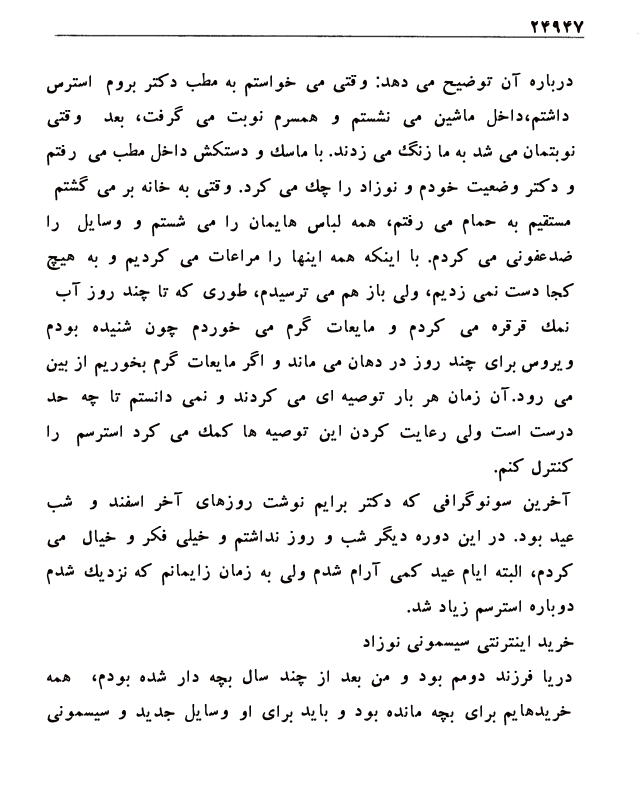 ۲۴۹۴۷
درباره آن توضیح می دهد: وقتی می خواستم به مطب دکتر بروم استرس
داشتم،داخل ماشین می نشستم و همسرم نوبت می گرفت، بعد وقتی
نوبتمان می شد به ما زنگ می زدند. با ماسك و دستکش داخل مطب می رفتم
و دکتر وضعیت خودم و نوزاد را چك می کرد. وقتی به خانه بر می گشتم
مستقیم به حمام می رفتم، همه لباس هایمان را می شستم و وسایل را
ضدعفونی می کردم. با اینکه همه اینها را مراعات می کردیم و به هیچ
کجا دست نمی زدیم، ولی باز هم می ترسیدم، طوری که تا چند روز آب
نمك قرقره می کردم و مایعات گرم می خوردم چون شنیده بودم
ویروس برای چند روز در دهان می ماند و اگر مایعات گرم بخوریم از بین
می رود.آن زمان هر بار توصیه ای می کردند و نمی دانستم تا چه حد
درست است ولی رعایت کردن این توصیه ها کمك می کرد استرسم را
کنترل کنم.
آخرین سونوگرافی که دکتر برایم نوشت روزهای آخر اسفند و شب
عید بود. در این دوره دیگر شب و روز نداشتم و خیلی فکر و خیال می
کردم، البته ایام عید کمی آرام شدم ولی به زمان زایمانم که نزدیك شدم
دوباره استرسم زیاد شد.
خرید اینترنتی سیسمونی نوزاد
دریا فرزند دومم بود و من بعد از چند سال بچه دار شده بودم، همه
خریدهایم برای بچه مانده بود و باید برای او وسایل جدید و سیسمونی